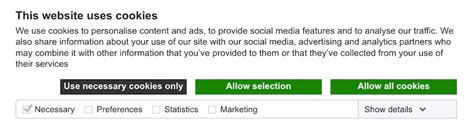 This website uses cookies
We use cookies to personalise content and ads, to provide social media features and to analyse our traffic. We
also share information about your use of our site with our social media, advertising and analytics partners who
may combine it with other information that you've provided to them or that they've collected from your use of
their services
Use necessary cookies only
Allow selection
Allow all cookies
Necessary Preferences Statistics Marketing Show details